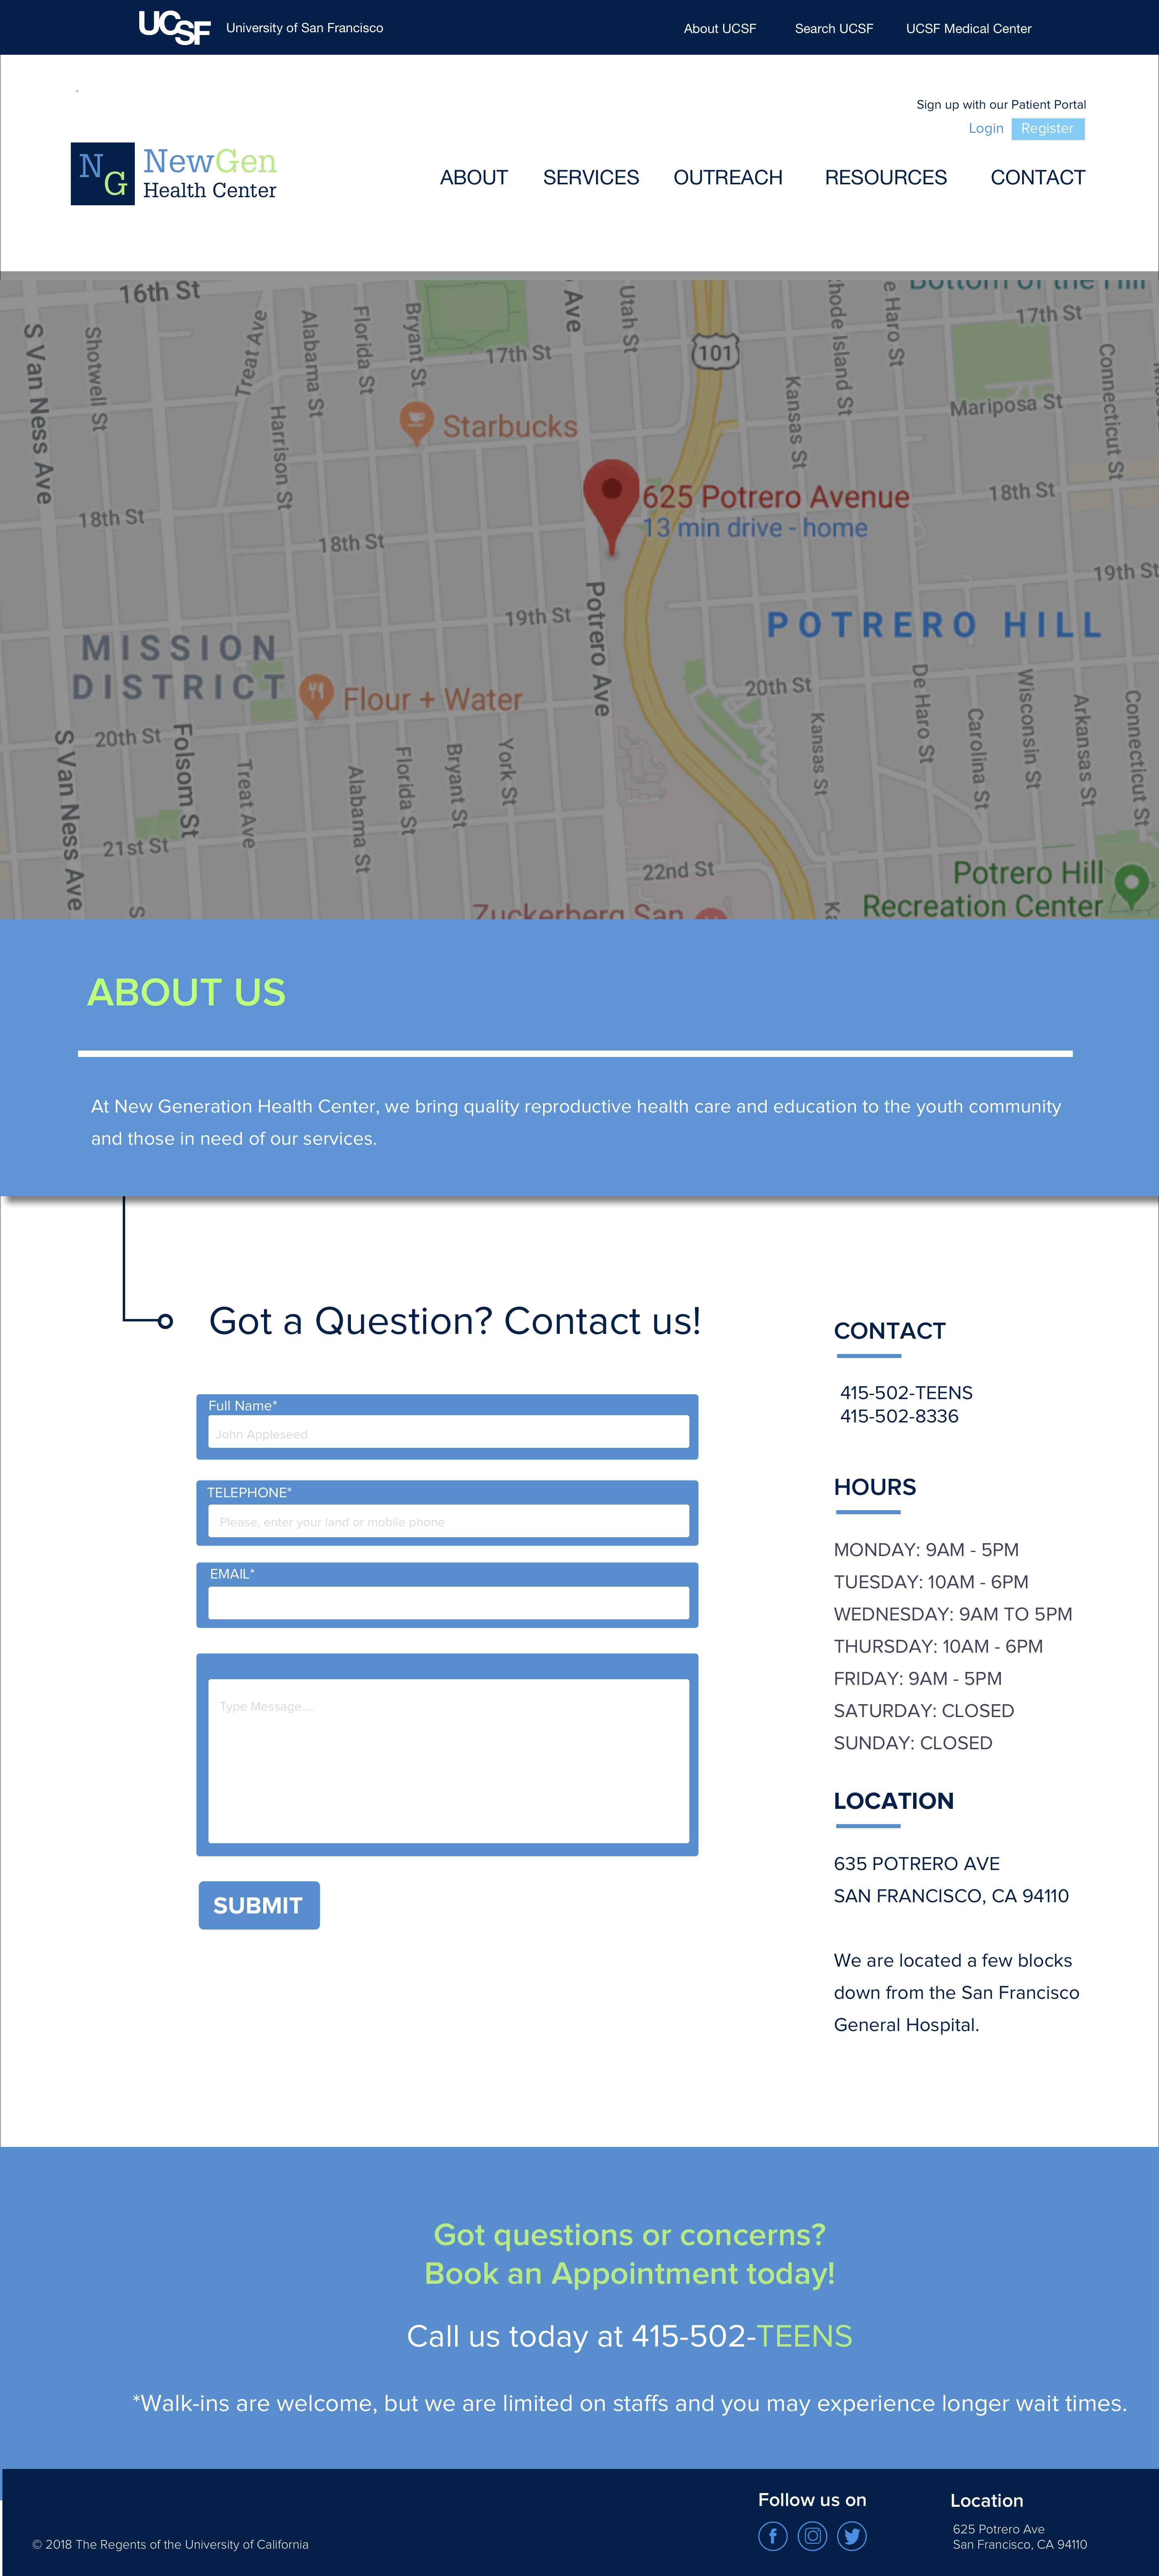 UCSF University of San Francisco
About UCSF Search UCSF UCSF Medical Center
Sign up with our Patient Portal
Login Register
NG
NewGen
Health Center
ABOUT SERVICES OUTREACH RESOURCES CONTACT
16th St
S Van Ness Ave
Shotwell St
Treat Ave
Alabama St
Florida St
Bryant St
17th St
Ave
Utah St
101
e Haro St
Bottom of the Hill
17th St
Harrison St
Starbucks
Kansas St
Mariposa St
Connecticut St
625 Potrero Avenue
13 min drive - home
18th St
18th St
18th St
19th St
19th St
Potrero Ave
POTRERO HILL
MISSION
DISTRICT
Flour + Water
20th St
20th St
De Haro St
Wisconsin St
Carolina St
Arkansas St
Connecticut St
Kansas St
S Van Ness Ave
Folsom St
Treat Ave
Alabama St
Florida St
Bryant St
York St
21st St
22nd St
Potrero Hill
Recreation Center
Zuckerberg San
ABOUT US
At New Generation Health Center, we bring quality reproductive health care and education to the youth community
and those in need of our services.
Got a Question? Contact us!
Full Name*
John Appleseed
TELEPHONE*
Please, enter your land or mobile phone
EMAIL*
Type Message....
SUBMIT
CONTACT
415-502-TEENS
415-502-8336
HOURS
MONDAY: 9AM - 5PM
TUESDAY: 10AM - 6PM
WEDNESDAY: 9AM TO 5PM
THURSDAY: 10AM - 6PM
FRIDAY: 9AM - 5PM
SATURDAY: CLOSED
SUNDAY: CLOSED
LOCATION
635 POTRERO AVE
SAN FRANCISCO, CA 94110
We are located a few blocks
down from the San Francisco
General Hospital.
Got questions or concerns?
Book an Appointment today!
Call us today at 415-502-TEENS
*Walk-ins are welcome, but we are limited on staffs and you may experience longer wait times.
Follow us on
Location
625 Potrero Ave
San Francisco, CA 94110
© 2018 The Regents of the University of California